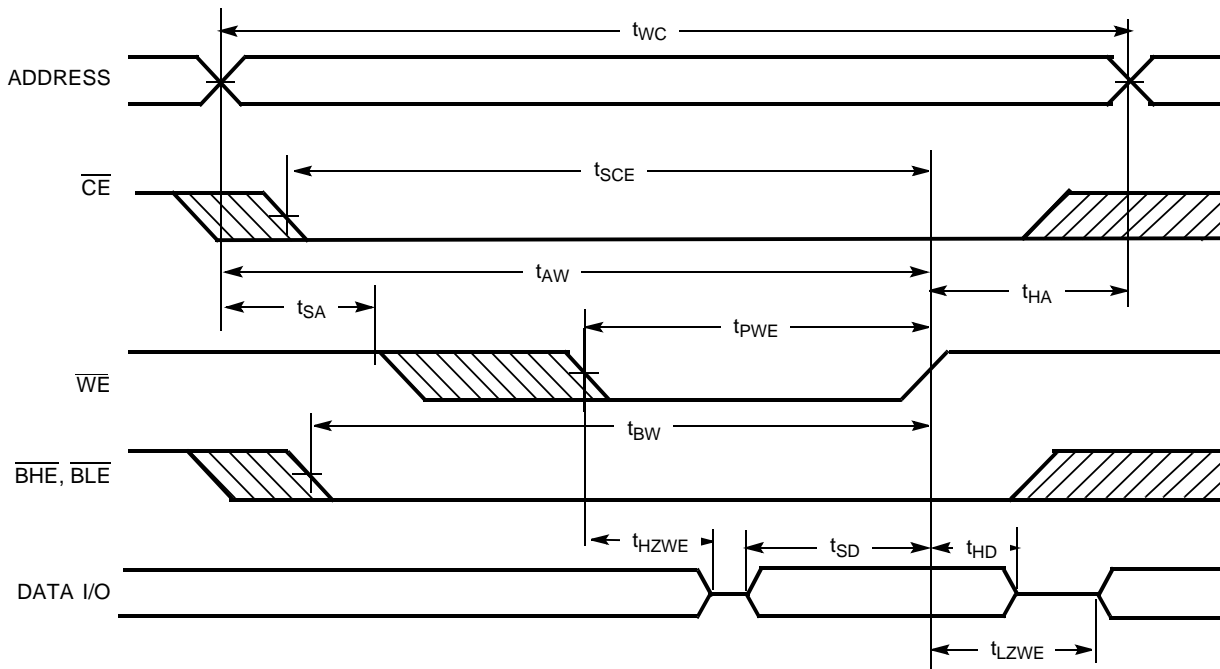 tWC
ADDRESS
tSCE
CE
tAW
tSA
tHA
tPWE
WE
tBW
BHE, BLE
tHZWE
tSD
tHD
DATA I/O
tLZWE